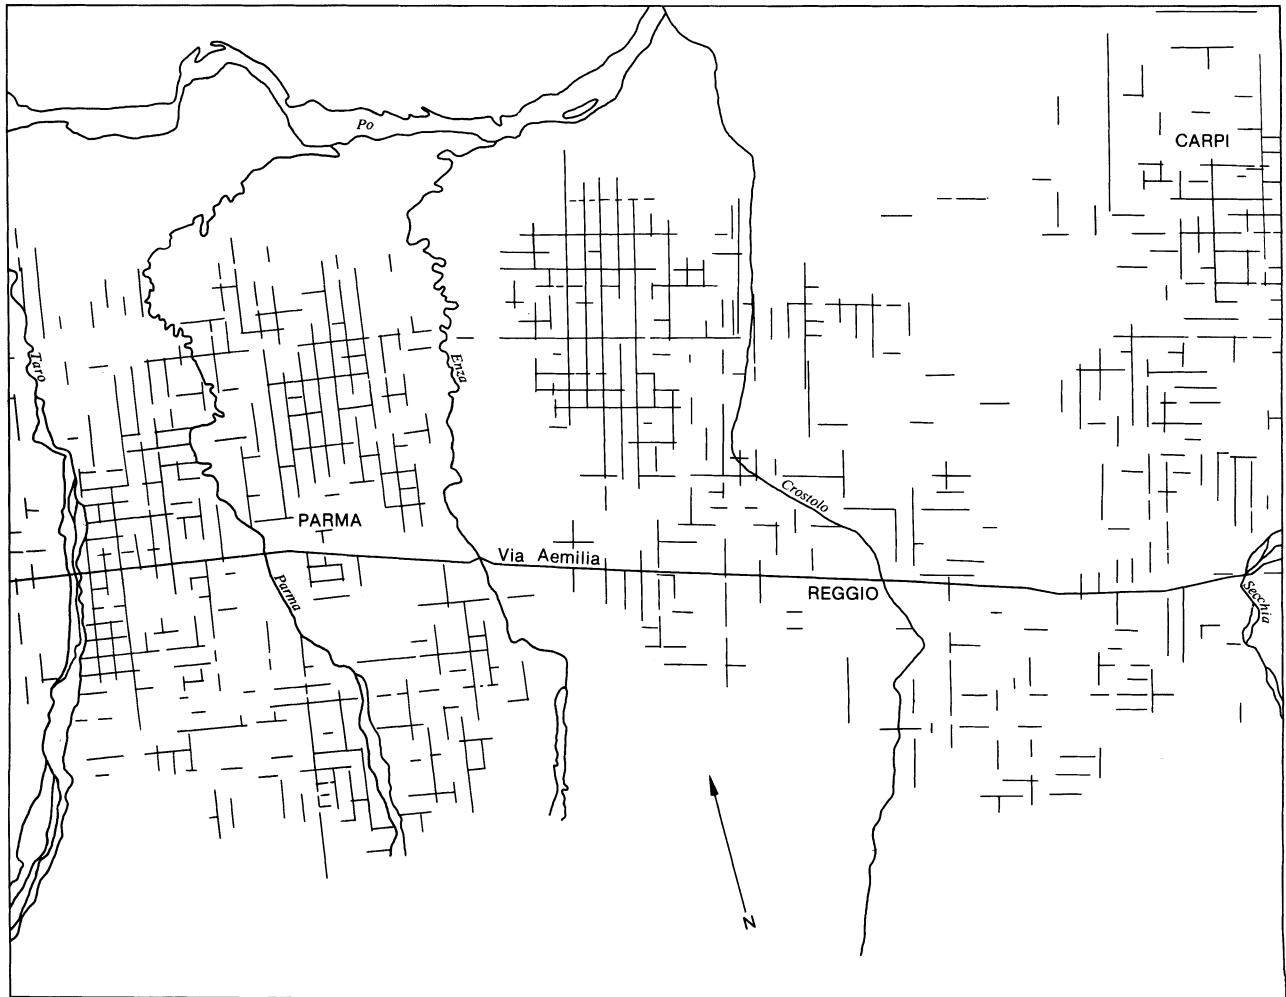 Po
CARPI
Taro
Enza
Crostolo
PARMA
Via Aemilia
Parma
REGGIO
Secchia
N